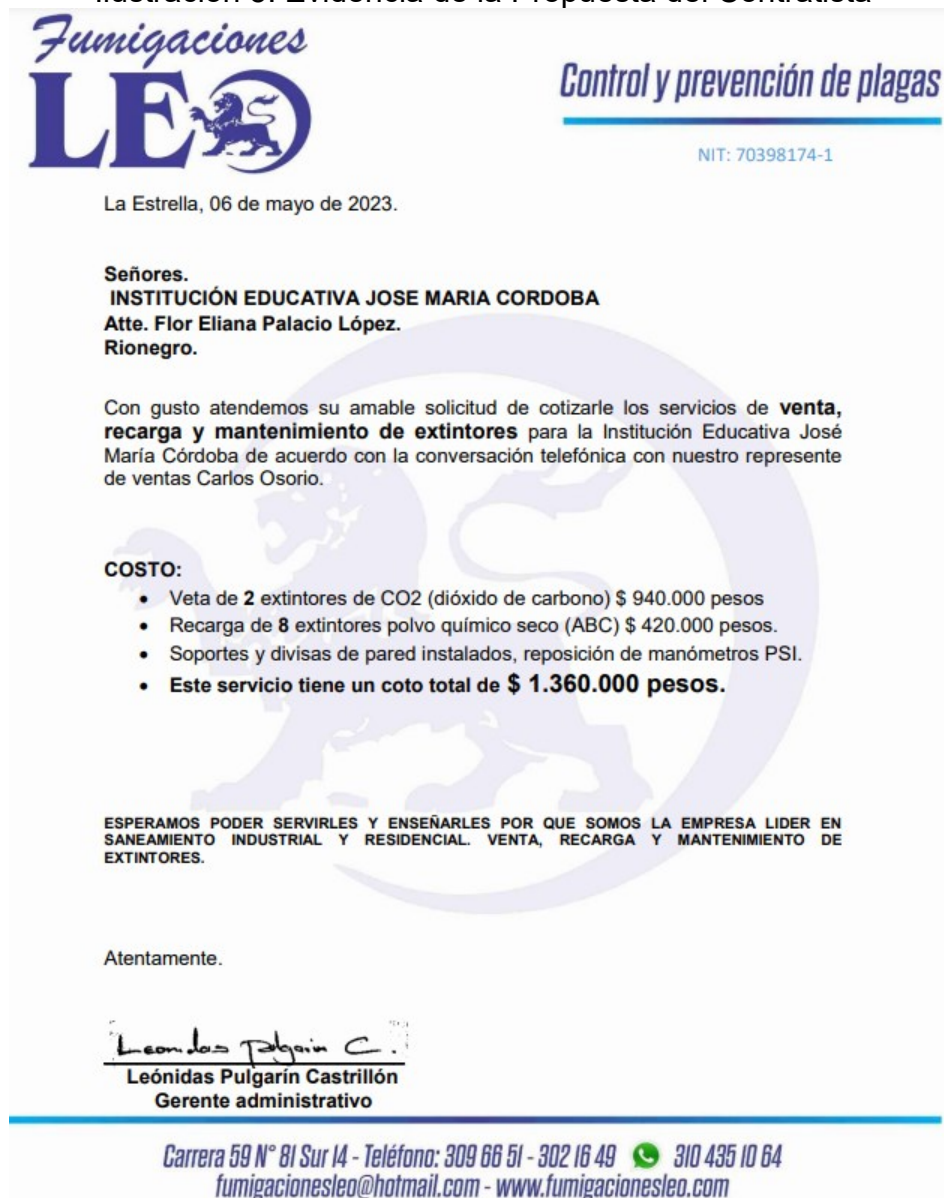 Ilustración 3. Evidencia de la Propuesta del Contratista
Fumigaciones
LEO
Control y prevención de plagas
NIT: 70398174-1
La Estrella, 06 de mayo de 2023.
Señores.
INSTITUCIÓN EDUCATIVA JOSE MARIA CORDOBA
Atte. Flor Eliana Palacio López.
Rionegro.
Con gusto atendemos su amable solicitud de cotizarle los servicios de venta,
recarga y mantenimiento de extintores para la Institución Educativa José
María Córdoba de acuerdo con la conversación telefónica con nuestro represente
de ventas Carlos Osorio.
COSTO:
• Veta de 2 extintores de CO2 (dióxido de carbono) $ 940.000 pesos
• Recarga de 8 extintores polvo químico seco (ABC) $ 420.000 pesos.
• Soportes y divisas de pared instalados, reposición de manómetros PSI.
• Este servicio tiene un coto total de $ 1.360.000 pesos.
ESPERAMOS PODER SERVIRLES Y ENSEÑARLES POR QUE SOMOS LA EMPRESA LIDER EN
SANEAMIENTO INDUSTRIAL Y RESIDENCIAL. VENTA, RECARGA Y MANTENIMIENTO DE
EXTINTORES.
Atentamente.
Leonidas Pulgarin C.
Leónidas Pulgarín Castrillón
Gerente administrativo
Carrera 59 N° 81 Sur 14 - Teléfono: 309 66 51 - 302 16 49 310 435 10 64
fumigacionesleo@hotmail.com - www.fumigacionesleo.com